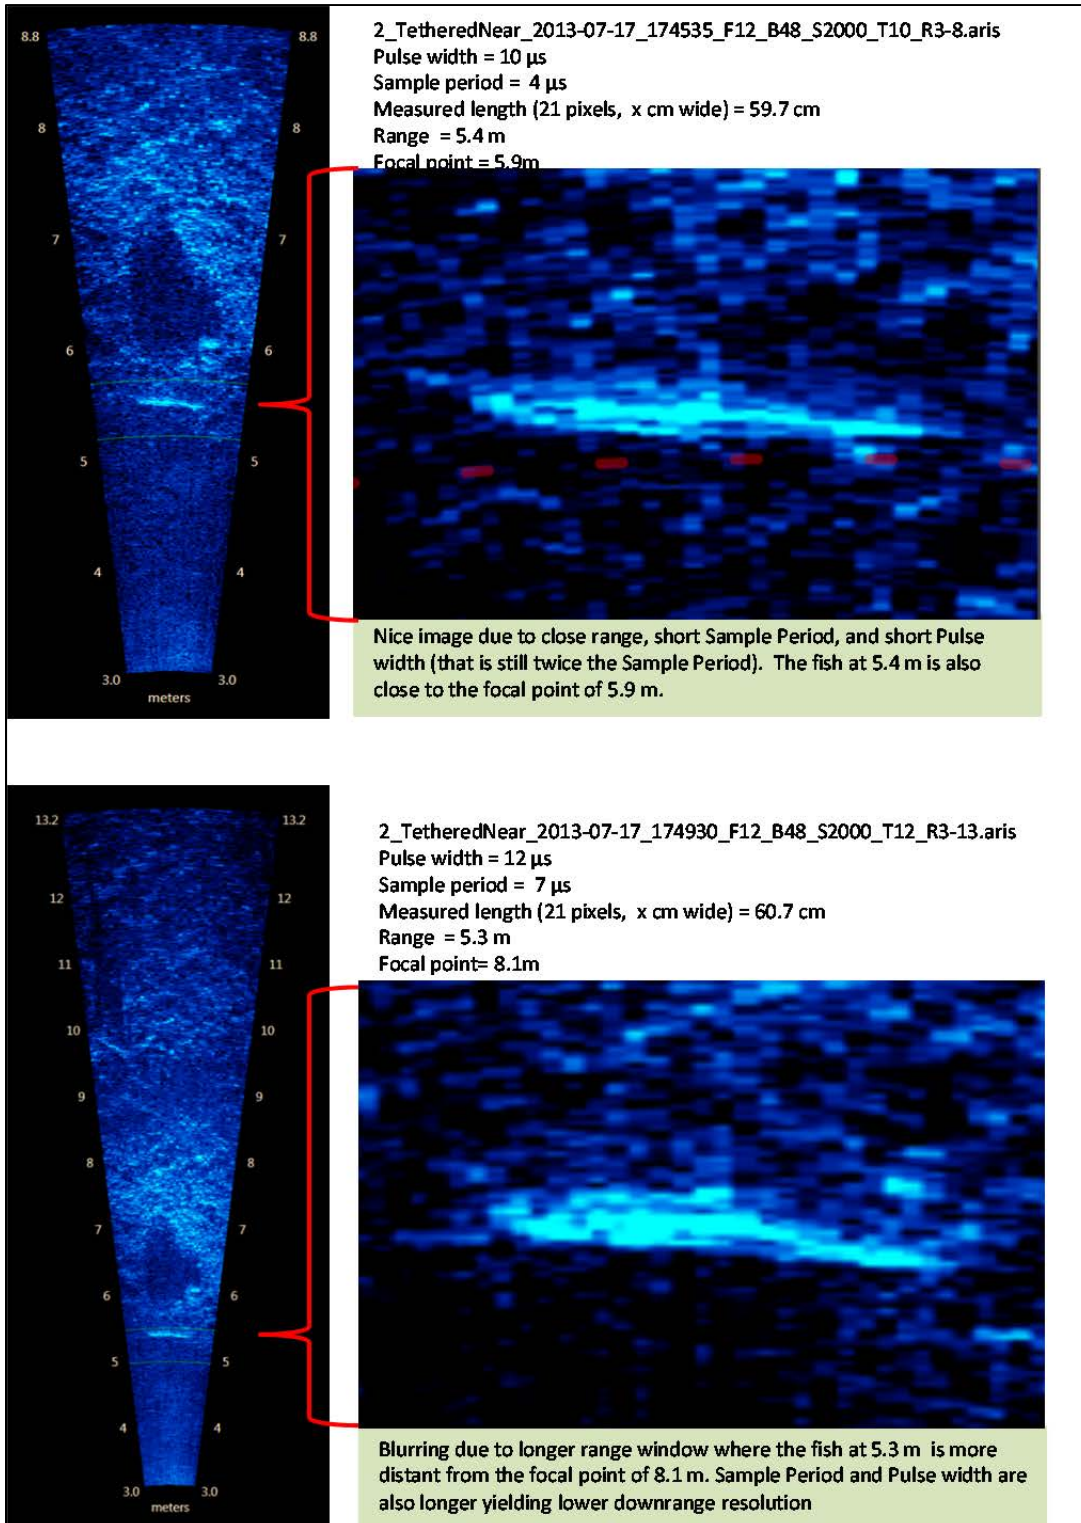 8.8 8.8
8 8
7 7
6 6
5 5
4 4
3.0 3.0
meters
2_TetheredNear_2013-07-17_174535_F12_B48_S2000_T10_R3-8.aris
Pulse width = 10 µs
Sample period = 4 µs
Measured length (21 pixels, x cm wide) = 59.7 cm
Range = 5.4 m
Focal point = 5.9m
Nice image due to close range, short Sample Period, and short Pulse
width (that is still twice the Sample Period). The fish at 5.4 m is also
close to the focal point of 5.9 m.
13.2 13.2
12 12
11 11
10 10
9 9
8 8
7 7
6 6
5 5
4 4
3.0 3.0
meters
2_TetheredNear_2013-07-17_174930_F12_B48_S2000_T12_R3-13.aris
Pulse width = 12 µs
Sample period = 7 µs
Measured length (21 pixels, x cm wide) = 60.7 cm
Range = 5.3 m
Focal point= 8.1m
Blurring due to longer range window where the fish at 5.3 m is more
distant from the focal point of 8.1 m. Sample Period and Pulse width are
also longer yielding lower downrange resolution